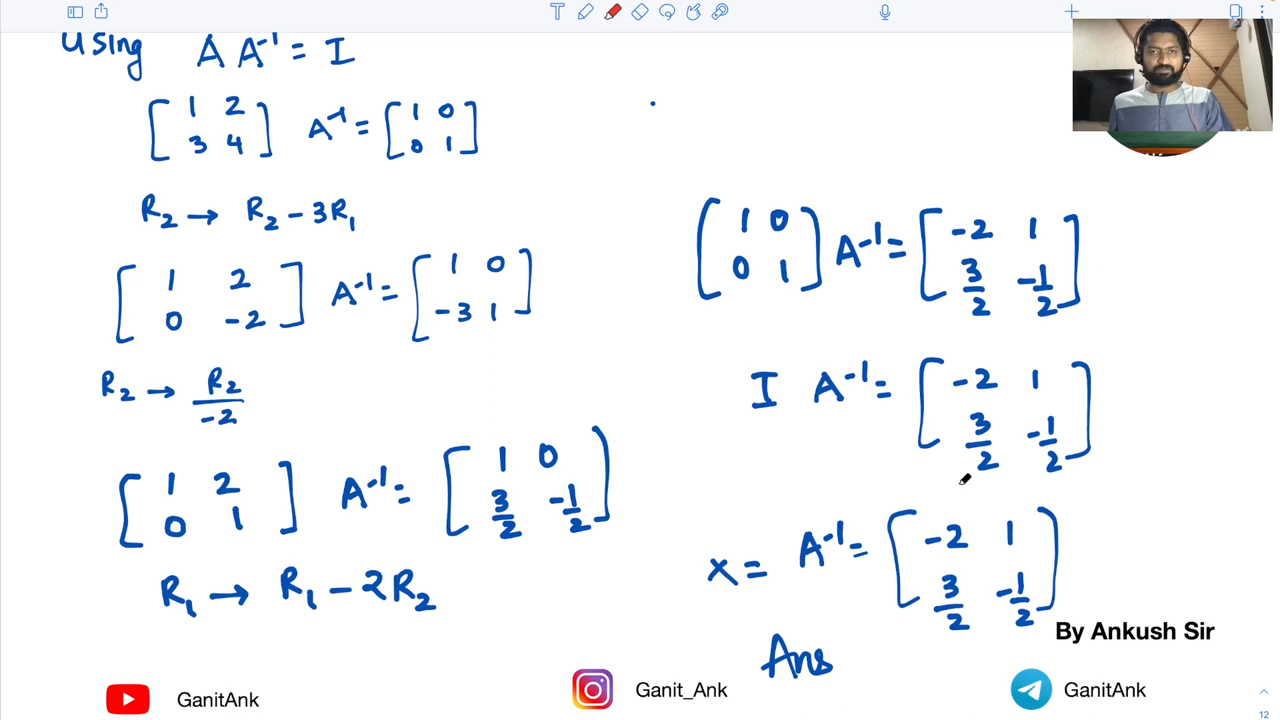 Using A A⁻¹ = I
[1 2
3 4] A⁻¹ = [1 0
0 1]
R₂ → R₂ - 3R₁
[1 2
0 -2] A⁻¹ = [1 0
-3 1]
R₂ → R₂/-2
[1 2
0 1] A⁻¹ = [1 0
3/2 -1/2]
R₁ → R₁ - 2R₂
[1 0
0 1] A⁻¹ = [-2 1
3/2 -1/2]
I A⁻¹ = [-2 1
3/2 -1/2]
x = A⁻¹ = [-2 1
3/2 -1/2]
Ans
By Ankush Sir
GanitAnk
Ganit_Ank
GanitAnk
12